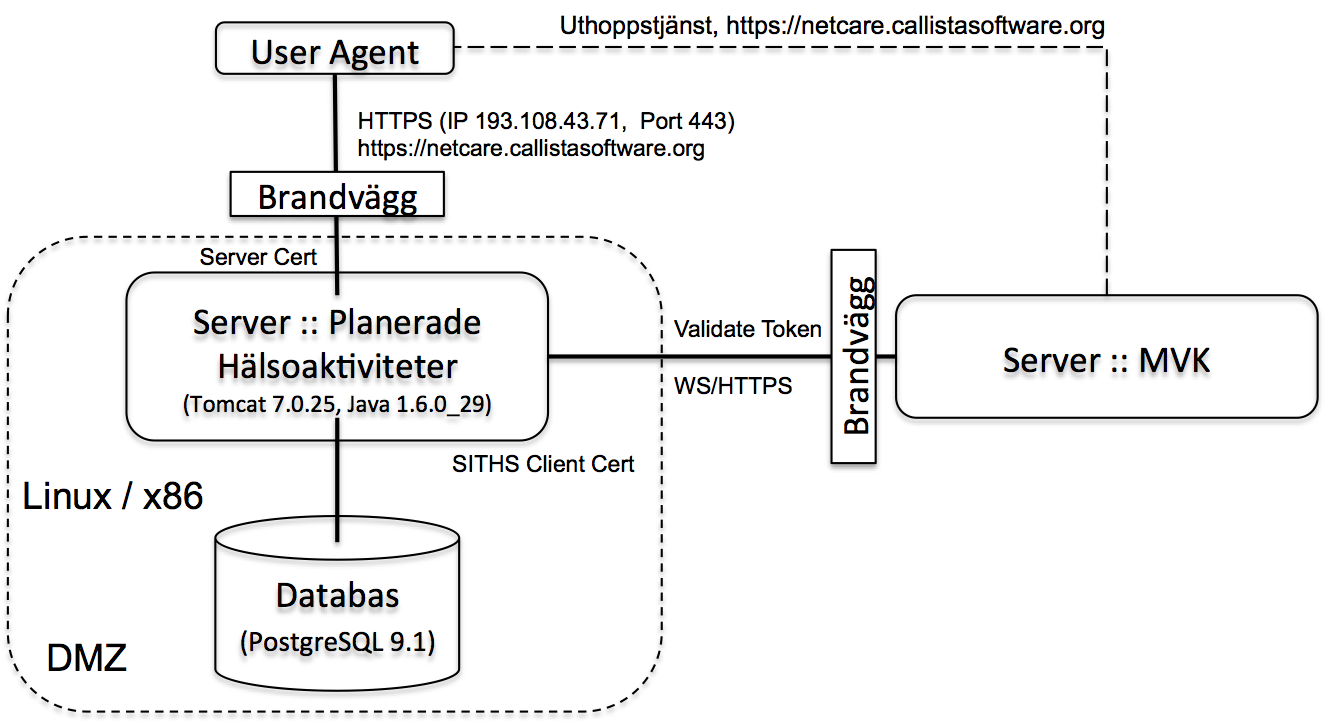 Uthoppstjänst, https://netcare.callistasoftware.org
User Agent
HTTPS (IP 193.108.43.71,  Port 443)
https://netcare.callistasoftware.org
Brandvägg
Server Cert
Server :: Planerade
Hälsoaktiviteter
(Tomcat 7.0.25, Java 1.6.0_29)
Validate Token
WS/HTTPS
Brandvägg
Server :: MVK
SITHS Client Cert
Linux / x86
Databas
(PostgreSQL 9.1)
DMZ